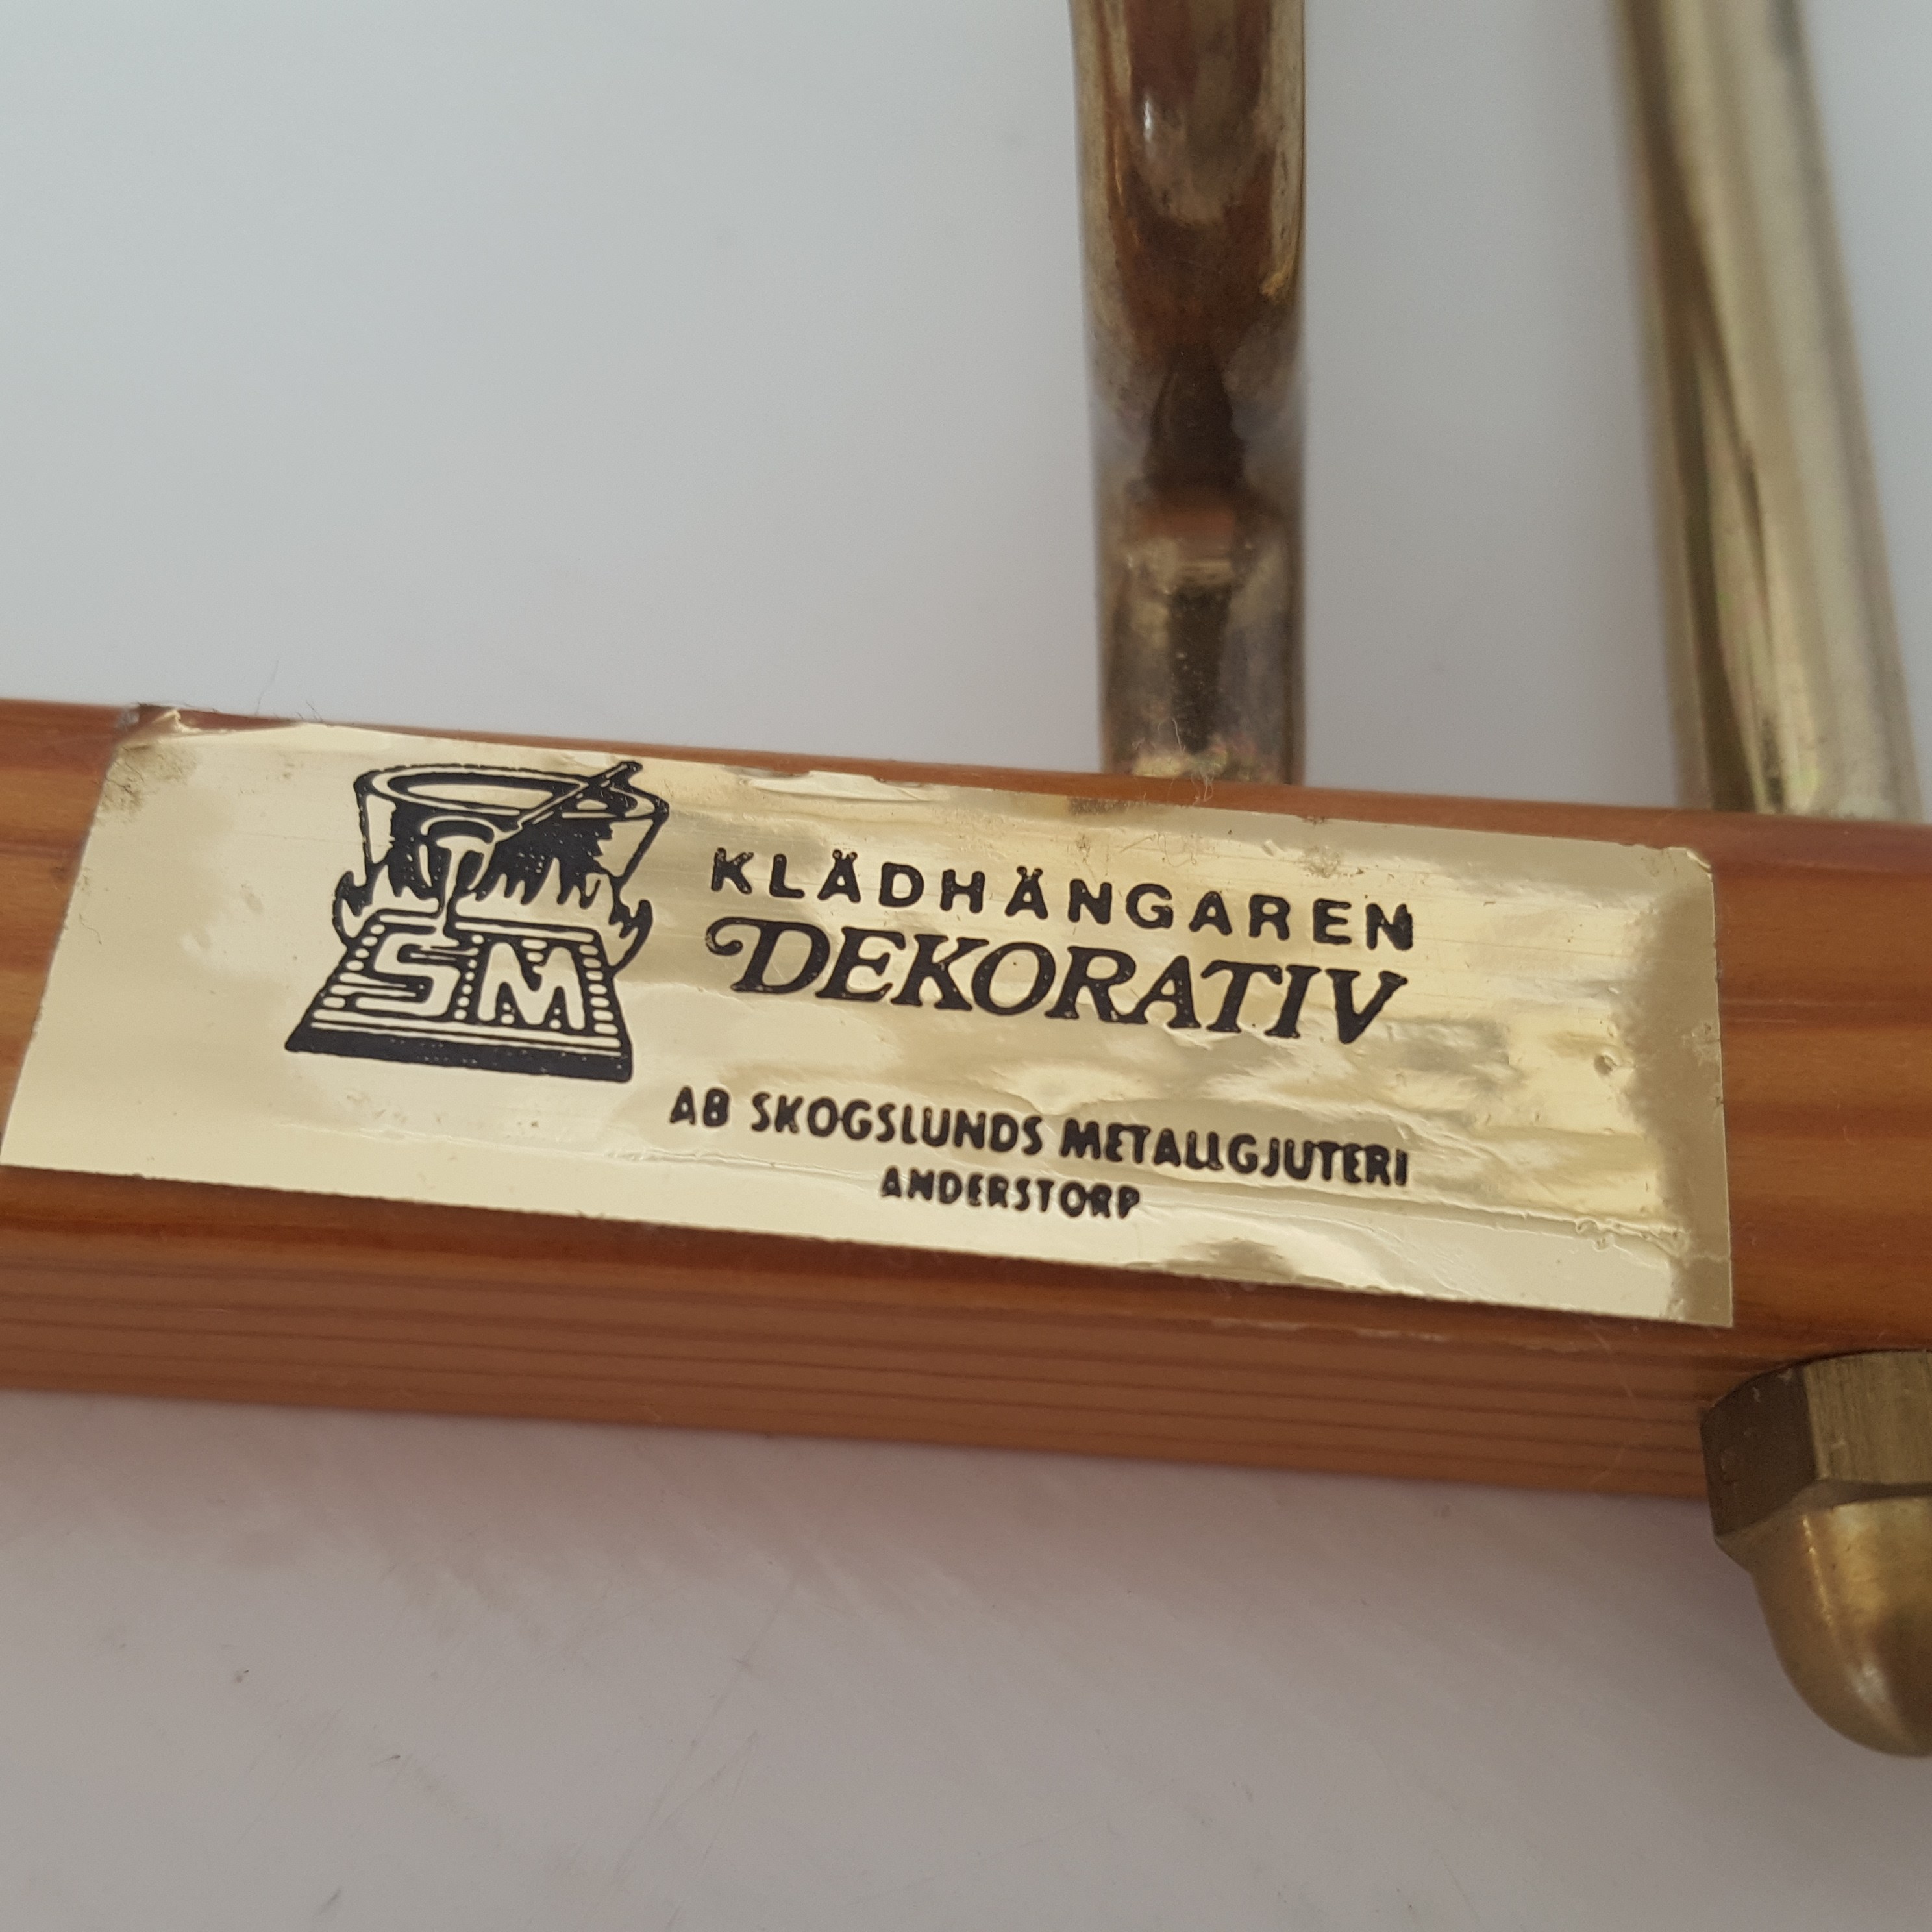 SM
KLÄDHÄNGAREN
DEKORATIV
AB SKOGSLUNDS METALLGJUTERI
ANDERSTORP